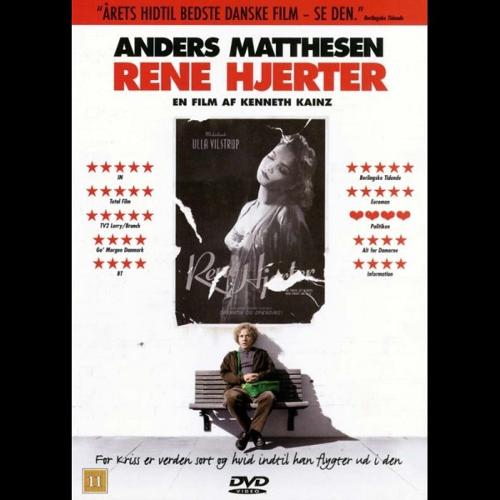 "ÅRETS HIDTIL BEDSTE DANSKE FILM – SE DEN." Berlingske Tidende
ANDERS MATTHESEN
RENE HJERTER
EN FILM AF KENNETH KAINZ
ULLA VILSTRUP
IN
Total Film
TV2 Lorry/Brunch
Go' Morgen Danmark
BT
Berlingske Tidende
Euroman
Politiken
Alt for Damerne
Information
Rene Hjerter
For Kriss er verden sort og hvid indtil han flygter ud i den
11
DVD
VIDEO